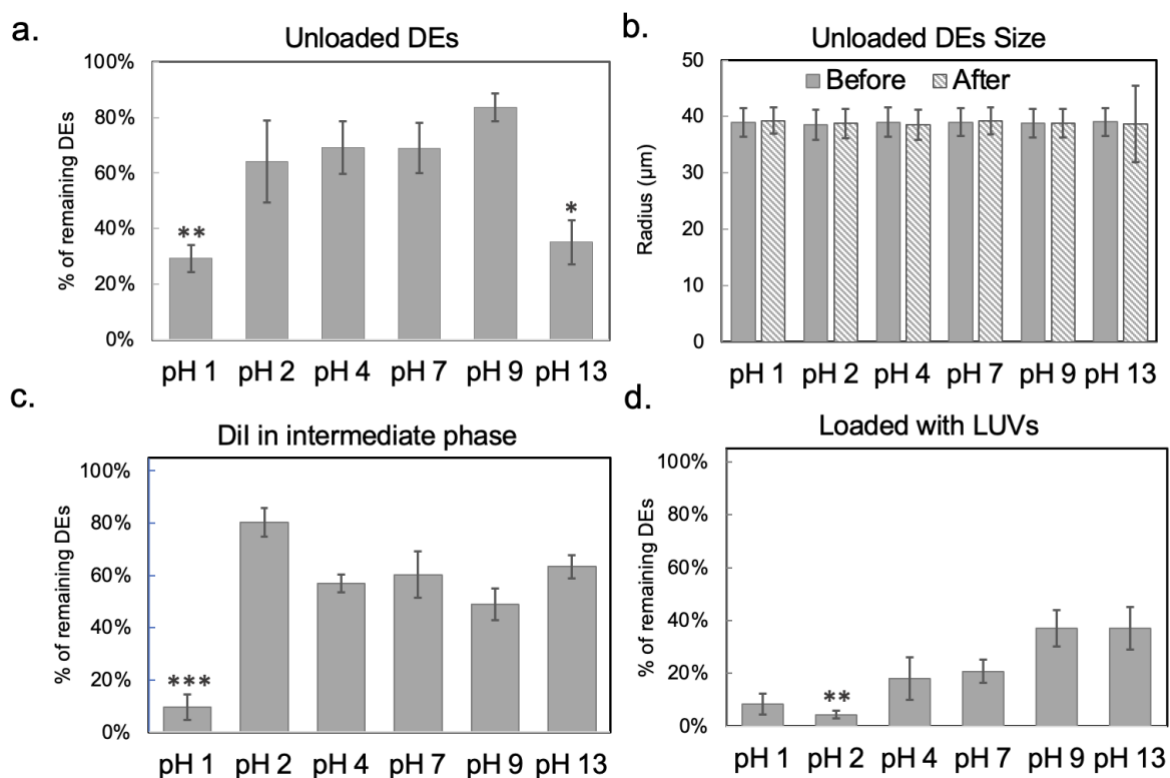 a.
Unloaded DEs
% of remaining DEs
100%
80%
60%
40%
20%
0%
**
*
pH 1 pH 2 pH 4 pH 7 pH 9 pH 13
b.
Unloaded DEs Size
Before After
Radius (µm)
50
40
30
20
10
0
pH 1 pH 2 pH 4 pH 7 pH 9 pH 13
c.
DiI in intermediate phase
% of remaining DEs
100%
80%
60%
40%
20%
0%
***
pH 1 pH 2 pH 4 pH 7 pH 9 pH 13
d.
Loaded with LUVs
% of remaining DEs
100%
80%
60%
40%
20%
0%
**
pH 1 pH 2 pH 4 pH 7 pH 9 pH 13